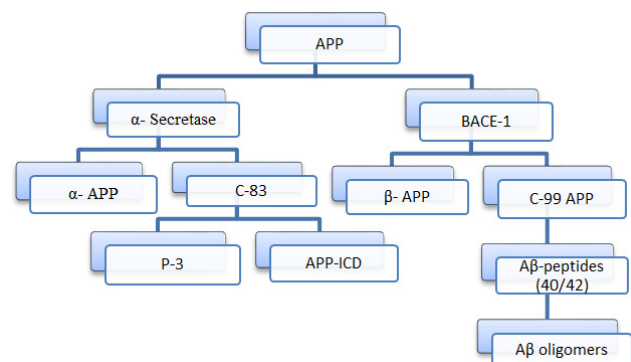 APP
α- Secretase
BACE-1
α- APP
C-83
β- APP
C-99 APP
P-3
APP-ICD
Aβ-peptides
(40/42)
Aβ oligomers